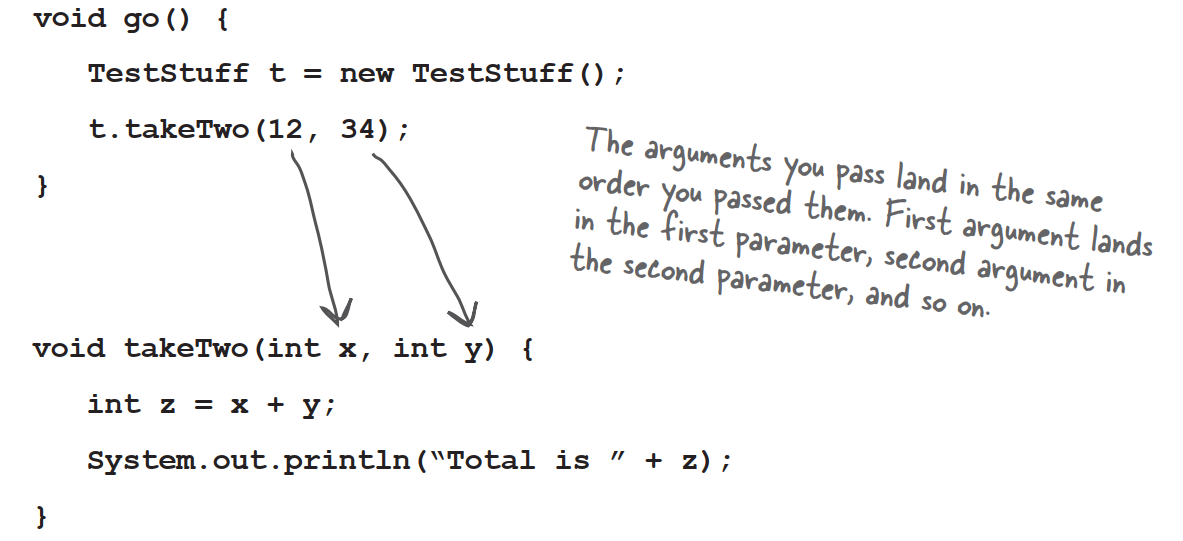 void go() {
TestStuff t = new TestStuff();
t.takeTwo(12, 34);
}
The arguments you pass land in the same
order you passed them. First argument lands
in the first parameter, second argument in
the second parameter, and so on.
void takeTwo(int x, int y) {
int z = x + y;
System.out.println(“Total is ” + z);
}